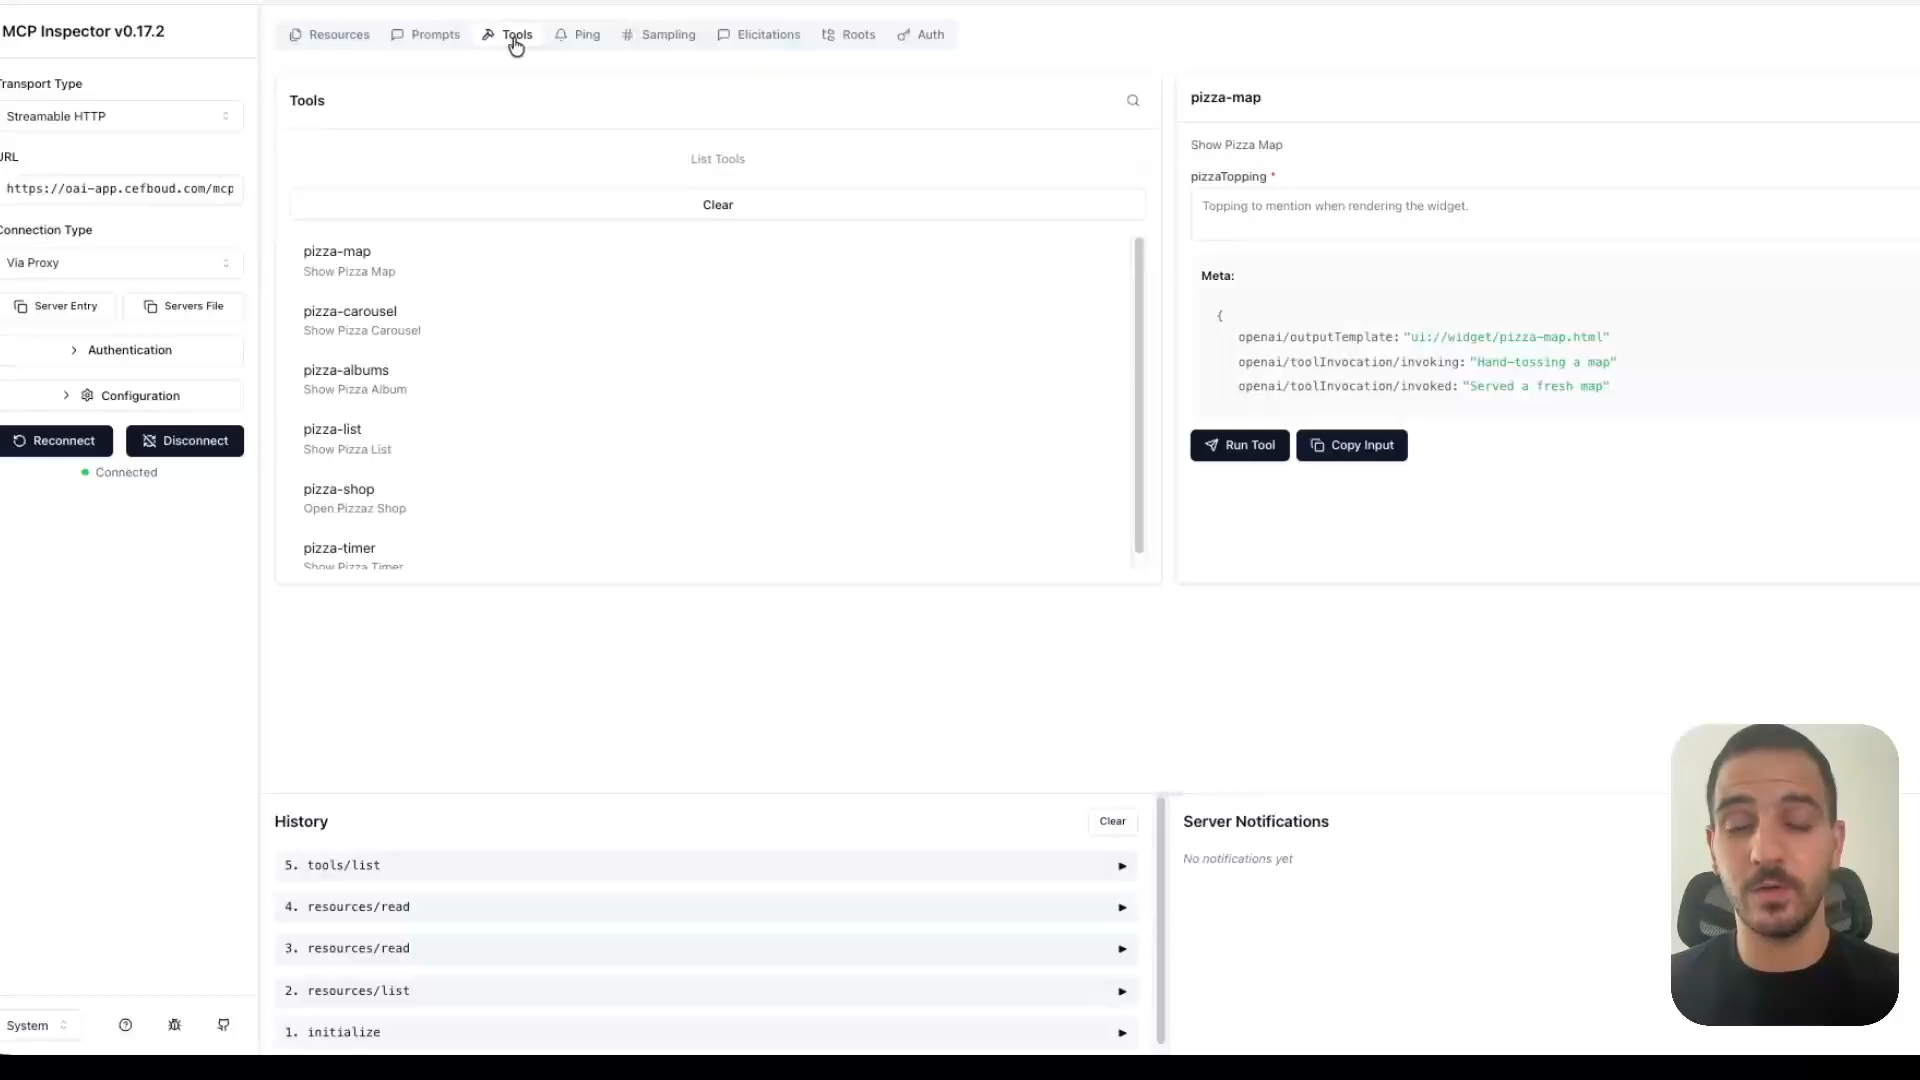 MCP Inspector v0.17.2
Transport Type
Streamable HTTP
URL
https://oai-app.cefboud.com/mcp
Connection Type
Via Proxy
Server Entry
Servers File
Authentication
Configuration
Reconnect
Disconnect
Connected
System
Resources
Prompts
Tools
Ping
Sampling
Elicitations
Roots
Auth
Tools
List Tools
Clear
pizza-map
Show Pizza Map
pizza-carousel
Show Pizza Carousel
pizza-albums
Show Pizza Album
pizza-list
Show Pizza List
pizza-shop
Open Pizzaz Shop
pizza-timer
Show Pizza Timer
pizza-map
Show Pizza Map
pizzaTopping *
Topping to mention when rendering the widget.
Meta:
{
openai/outputTemplate: "ui://widget/pizza-map.html"
openai/toolInvocation/invoking: "Hand-tossing a map"
openai/toolInvocation/invoked: "Served a fresh map"
Run Tool
Copy Input
History
Clear
5. tools/list
4. resources/read
3. resources/read
2. resources/list
1. initialize
Server Notifications
No notifications yet